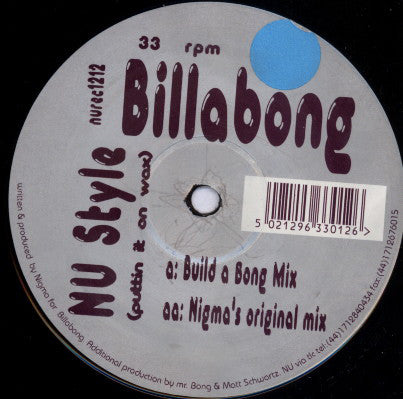 33 rpm
Billabong
nurec1212
NU Style
(puttin it on wax)
5 021296 330126 >
a: Build a Bong Mix
aa: Nigma's original mix
written & produced by Nigma for Billabong Additional production by mr. Bong & Matt Schwartz NU via tlc tel:(44)1712840434 fax:(44)1712676015